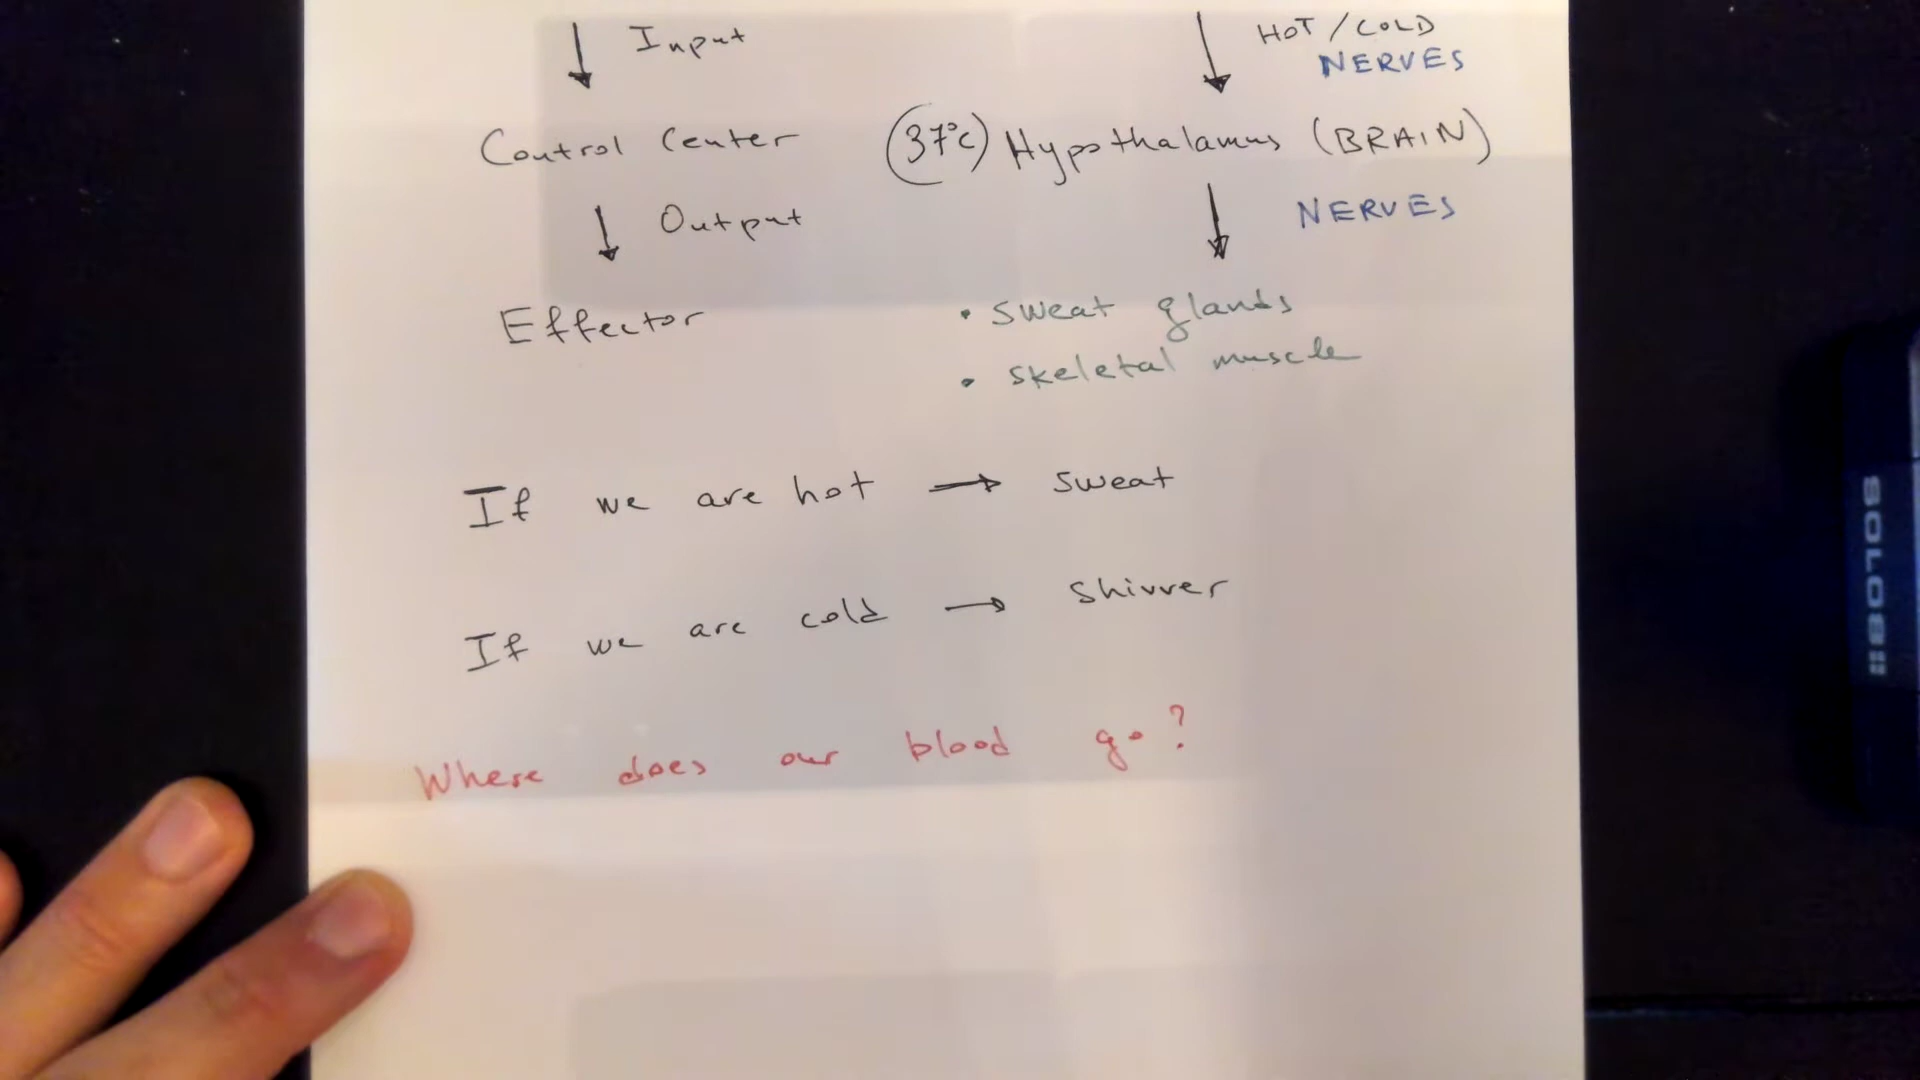 Input
HOT / COLD
NERVES
Control Center
37°C Hypothalamus (BRAIN)
Output
NERVES
Effector
• sweat glands
• skeletal muscle
If we are hot → sweat
If we are cold → shivver
Where does our blood go?